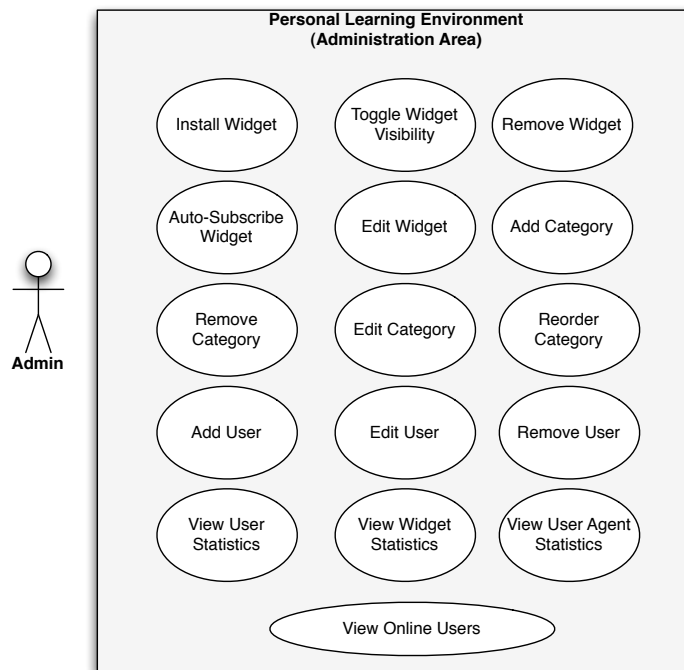 Personal Learning Environment
(Administration Area)
Install Widget
Toggle Widget
Visibility
Remove Widget
Auto-Subscribe
Widget
Edit Widget
Add Category
Admin
Remove
Category
Edit Category
Reorder
Category
Add User
Edit User
Remove User
View User
Statistics
View Widget
Statistics
View User Agent
Statistics
View Online Users